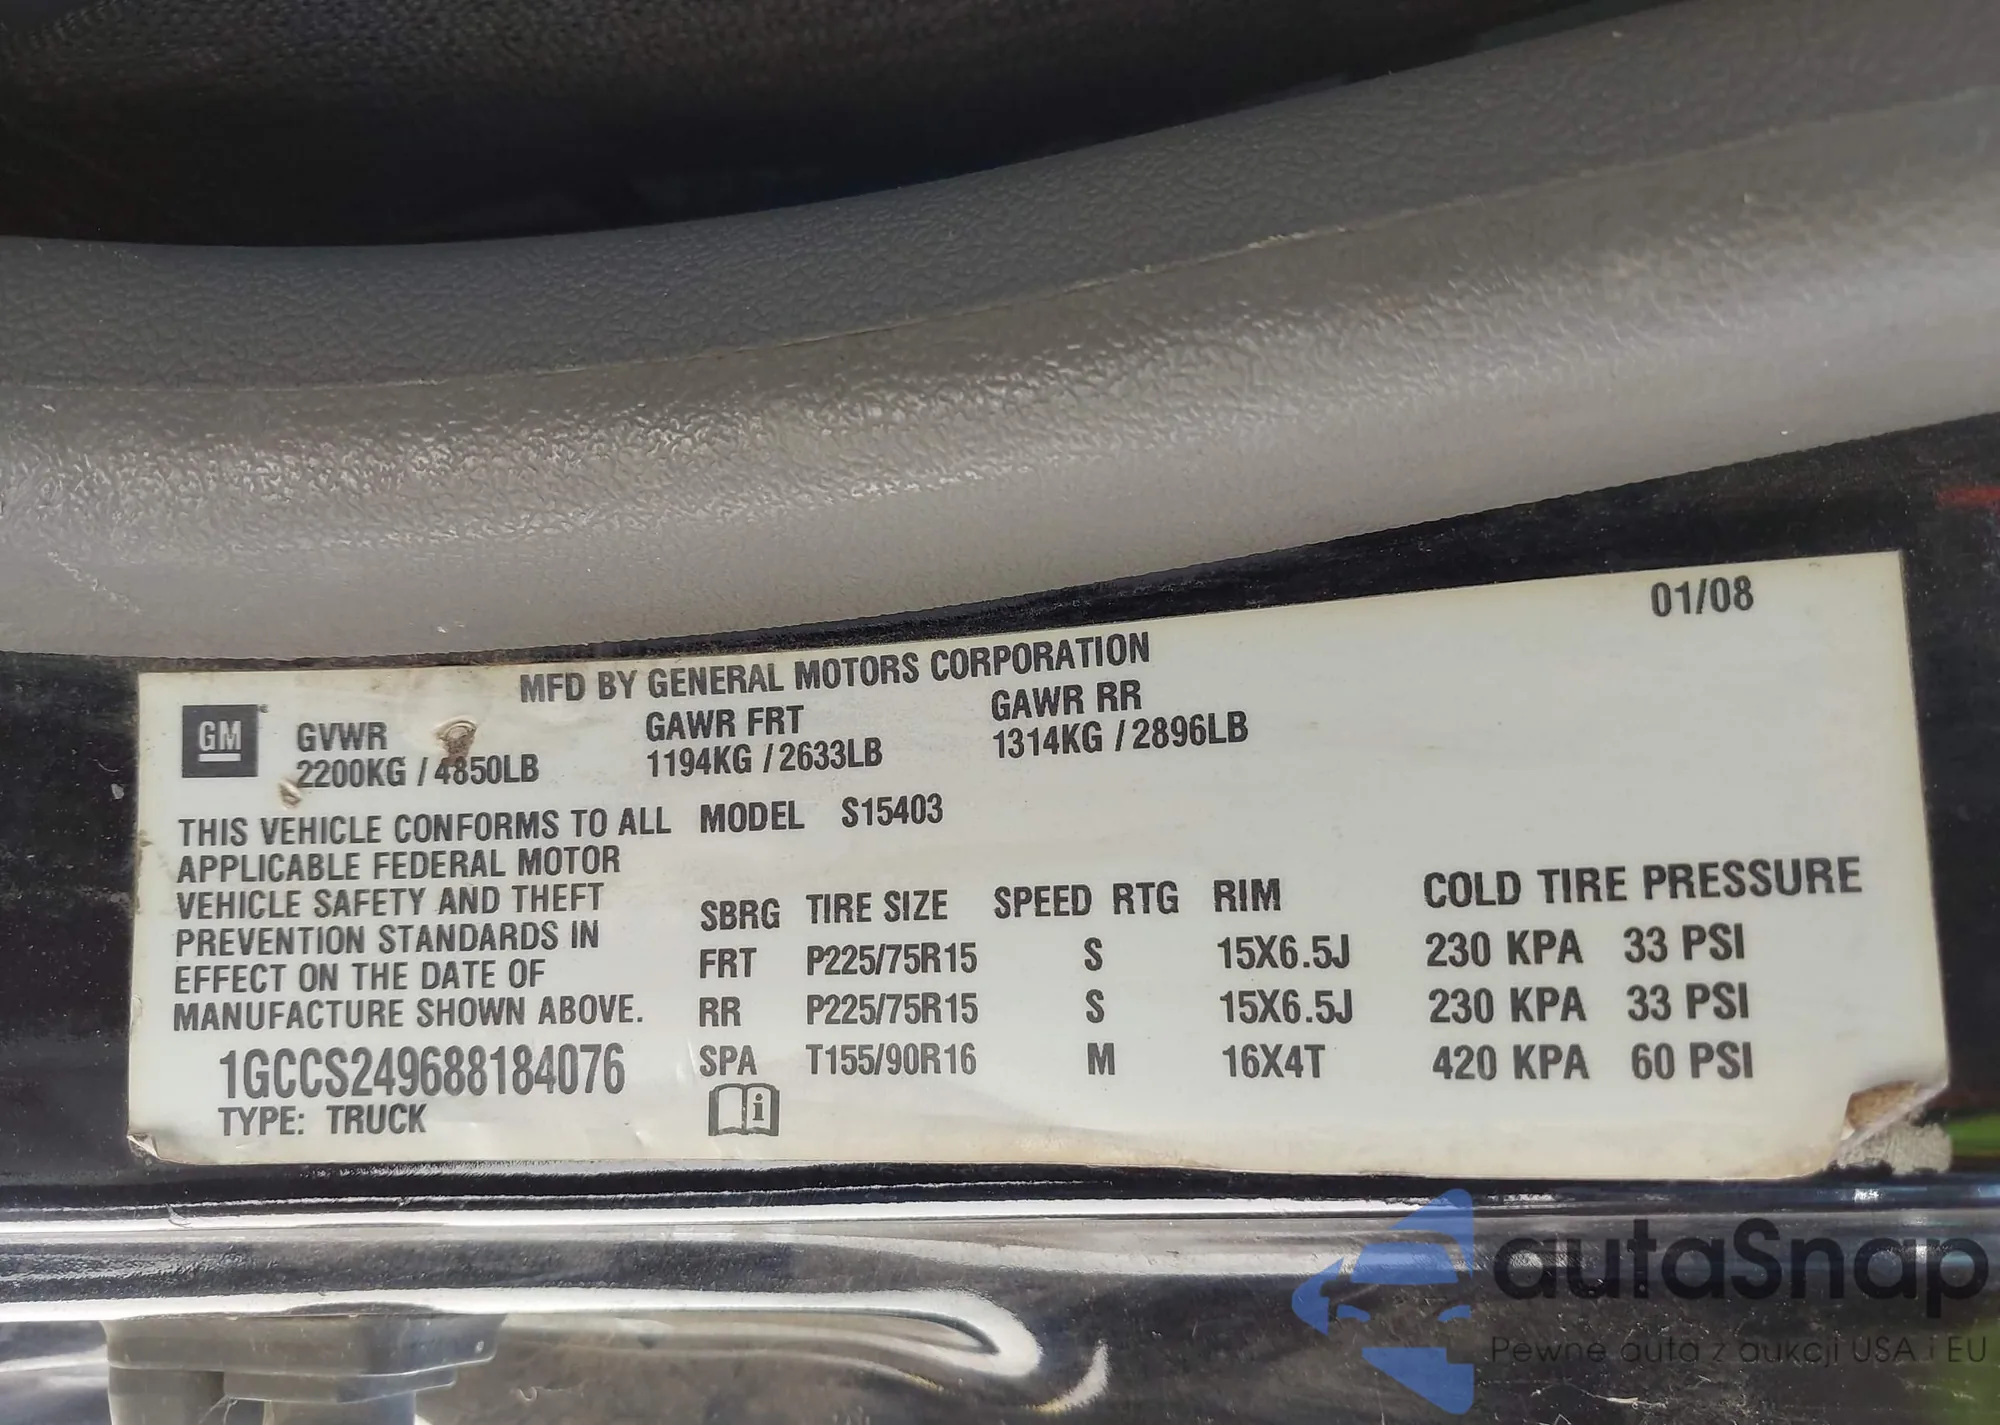 01/08
MFD BY GENERAL MOTORS CORPORATION
GM GVWR GAWR FRT GAWR RR
2200KG / 4850LB 1194KG / 2633LB 1314KG / 2896LB
THIS VEHICLE CONFORMS TO ALL MODEL S15403
APPLICABLE FEDERAL MOTOR
VEHICLE SAFETY AND THEFT
PREVENTION STANDARDS IN
EFFECT ON THE DATE OF
MANUFACTURE SHOWN ABOVE.
SBRG TIRE SIZE SPEED RTG RIM COLD TIRE PRESSURE
FRT P225/75R15 S 15X6.5J 230 KPA 33 PSI
RR P225/75R15 S 15X6.5J 230 KPA 33 PSI
SPA T155/90R16 M 16X4T 420 KPA 60 PSI
1GCCS249688184076
TYPE: TRUCK
i
autaSnap
Pewne auta z aukcji USA i EU